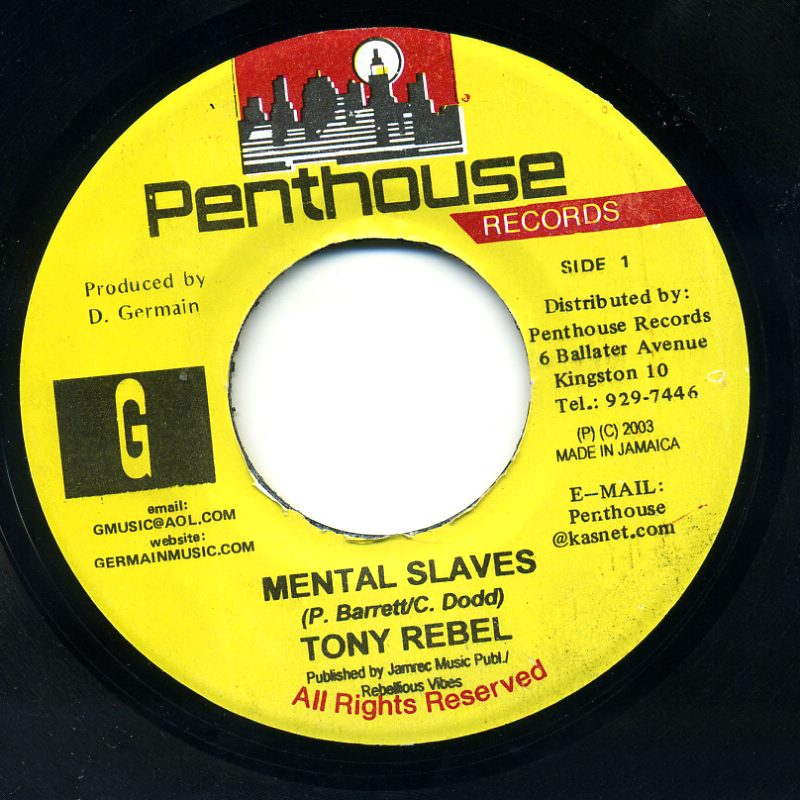 Penthouse
RECORDS
SIDE 1
Produced by
D. Germain
Distributed by:
Penthouse Records
6 Ballater Avenue
Kingston 10
Tel.: 929-7446
(P) (C) 2003
MADE IN JAMAICA
G
email:
GMUSIC@AOL.COM
website:
GERMAINMUSIC.COM
E-MAIL:
Penthouse
@kasnet.com
MENTAL SLAVES
(P. Barrett/C. Dodd)
TONY REBEL
Published by Jamrec Music Publ./
Rebellious Vibes
All Rights Reserved